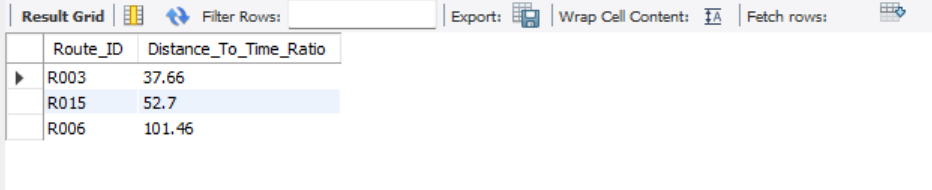 Result Grid Filter Rows: Export: Wrap Cell Content: IA Fetch rows:
Route_ID Distance_To_Time_Ratio
R003 37.66
R015 52.7
R006 101.46